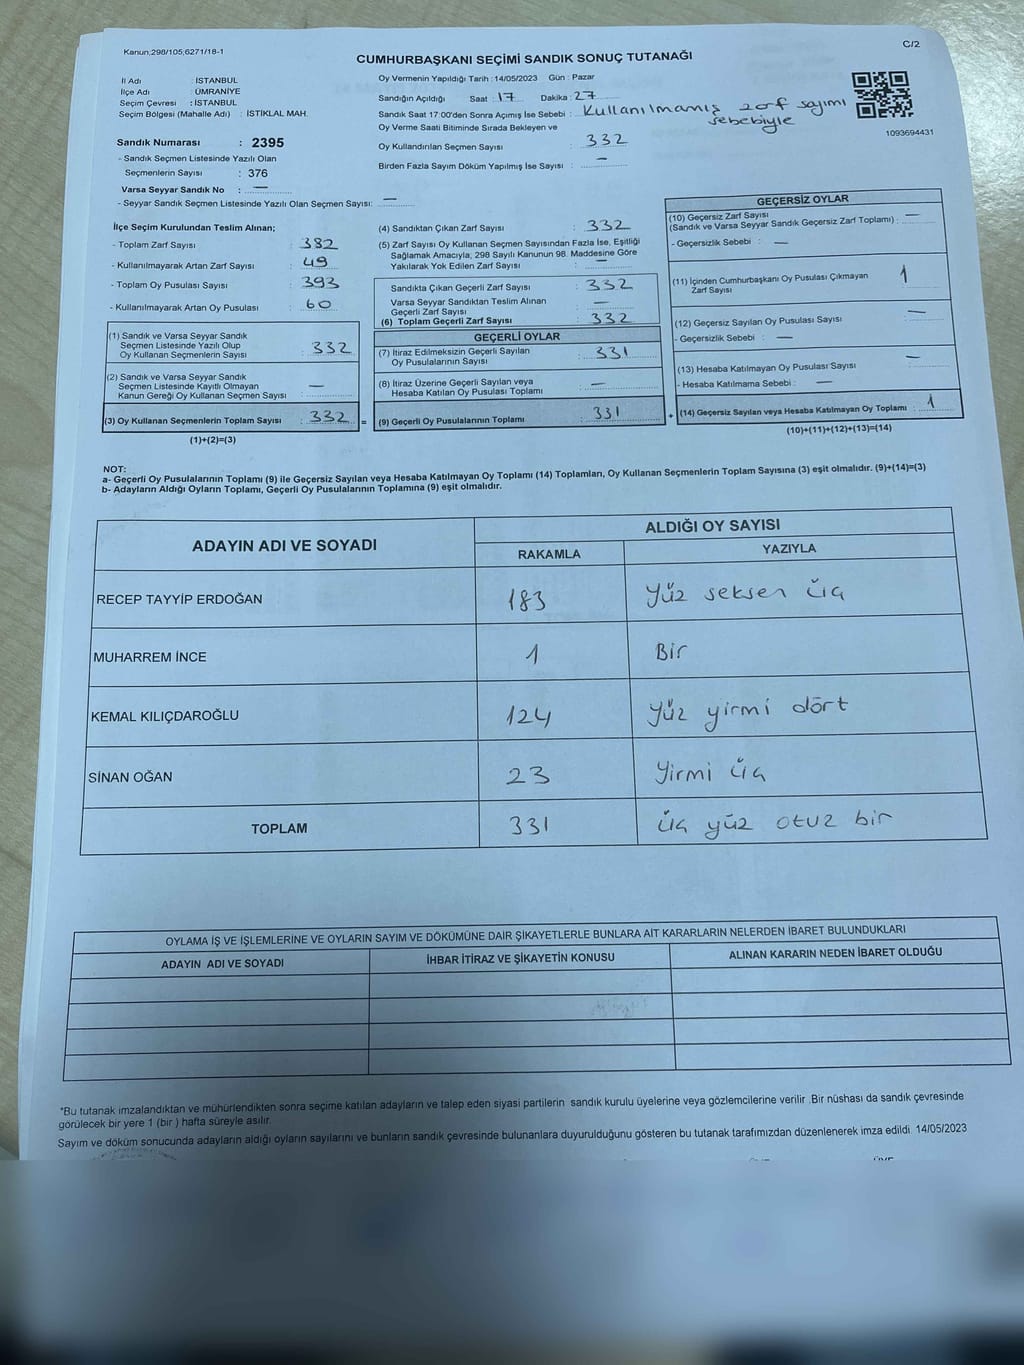 Kanun;298/105;6271/18-1
C/2
CUMHURBAŞKANI SEÇİMİ SANDIK SONUÇ TUTANAĞI
İl Adı : İSTANBUL
İlçe Adı : ÜMRANİYE
Seçim Çevresi : İSTANBUL
Seçim Bölgesi (Mahalle Adı) : İSTİKLAL MAH.
Sandık Numarası : 2395
- Sandık Seçmen Listesinde Yazılı Olan
Seçmenlerin Sayısı : 376
Varsa Seyyar Sandık No : —
- Seyyar Sandık Seçmen Listesinde Yazılı Olan Seçmen Sayısı: —
Oy Vermenin Yapıldığı Tarih : 14/05/2023 Gün : Pazar
Sandığın Açıldığı Saat : 17 Dakika : 27
Sandık Saat 17:00'den Sonra Açımış İse Sebebi : Kullanılmamış zarf sayımı
sebebiyle
Oy Verme Saati Bitiminde Sırada Bekleyen ve
Oy Kullandırılan Seçmen Sayısı : 332
Birden Fazla Sayım Döküm Yapılmış İse Sayısı : —
1093694431
İlçe Seçim Kurulundan Teslim Alınan;
- Toplam Zarf Sayısı : 382
- Kullanılmayarak Artan Zarf Sayısı : 49
- Toplam Oy Pusulası Sayısı : 393
- Kullanılmayarak Artan Oy Pusulası : 60
(1) Sandık ve Varsa Seyyar Sandık
Seçmen Listesinde Yazılı Olup
Oy Kullanan Seçmenlerin Sayısı : 332
(2) Sandık ve Varsa Seyyar Sandık
Seçmen Listesinde Kayıtlı Olmayan
Kanun Gereği Oy Kullanan Seçmen Sayısı : —
(3) Oy Kullanan Seçmenlerin Toplam Sayısı : 332 =
(1)+(2)=(3)
(4) Sandıktan Çıkan Zarf Sayısı : 332
(5) Zarf Sayısı Oy Kullanan Seçmen Sayısından Fazla İse, Eşitliği
Sağlamak Amacıyla; 298 Sayılı Kanunun 98. Maddesine Göre
Yakılarak Yok Edilen Zarf Sayısı : —
Sandıkta Çıkan Geçerli Zarf Sayısı : 332
Varsa Seyyar Sandıktan Teslim Alınan
Geçerli Zarf Sayısı : —
(6) Toplam Geçerli Zarf Sayısı : 332
GEÇERLİ OYLAR
(7) İtiraz Edilmeksizin Geçerli Sayılan
Oy Pusulalarının Sayısı : 331
(8) İtiraz Üzerine Geçerli Sayılan veya
Hesaba Katılan Oy Pusulası Toplamı : —
(9) Geçerli Oy Pusulalarının Toplamı : 331 +
GEÇERSİZ OYLAR
(10) Geçersiz Zarf Sayısı
(Sandık ve Varsa Seyyar Sandık Geçersiz Zarf Toplamı) : —
- Geçersizlik Sebebi : —
(11) İçinden Cumhurbaşkanı Oy Pusulası Çıkmayan
Zarf Sayısı : 1
(12) Geçersiz Sayılan Oy Pusulası Sayısı : —
- Geçersizlik Sebebi : —
(13) Hesaba Katılmayan Oy Pusulası Sayısı : —
- Hesaba Katılmama Sebebi : —
(14) Geçersiz Sayılan veya Hesaba Katılmayan Oy Toplamı : 1
(10)+(11)+(12)+(13)=(14)
NOT:
a- Geçerli Oy Pusulalarının Toplamı (9) ile Geçersiz Sayılan veya Hesaba Katılmayan Oy Toplamı (14) Toplamları, Oy Kullanan Seçmenlerin Toplam Sayısına (3) eşit olmalıdır. (9)+(14)=(3)
b- Adayların Aldığı Oyların Toplamı, Geçerli Oy Pusulalarının Toplamına (9) eşit olmalıdır.
ADAYIN ADI VE SOYADI
ALDIĞI OY SAYISI
RAKAMLA YAZIYLA
RECEP TAYYİP ERDOĞAN 183 Yüz seksen üç
MUHARREM İNCE 1 Bir
KEMAL KILIÇDAROĞLU 124 Yüz yirmi dört
SİNAN OĞAN 23 Yirmi üç
TOPLAM 331 üç yüz otuz bir
OYLAMA İŞ VE İŞLEMLERİNE VE OYLARIN SAYIM VE DÖKÜMÜNE DAİR ŞİKAYETLERLE BUNLARA AİT KARARLARIN NELERDEN İBARET BULUNDUKLARI
ADAYIN ADI VE SOYADI İHBAR İTİRAZ VE ŞİKAYETİN KONUSU ALINAN KARARIN NEDEN İBARET OLDUĞU
*Bu tutanak imzalandıktan ve mühürlendikten sonra seçime katılan adayların ve talep eden siyasi partilerin sandık kurulu üyelerine veya gözlemcilerine verilir .Bir nüshası da sandık çevresinde
görülecek bir yere 1 (bir ) hafta süreyle asılır.
Sayım ve döküm sonucunda adayların aldığı oyların sayılarını ve bunların sandık çevresinde bulunanlara duyurulduğunu gösteren bu tutanak tarafımızdan düzenlenerek imza edildi 14/05/2023